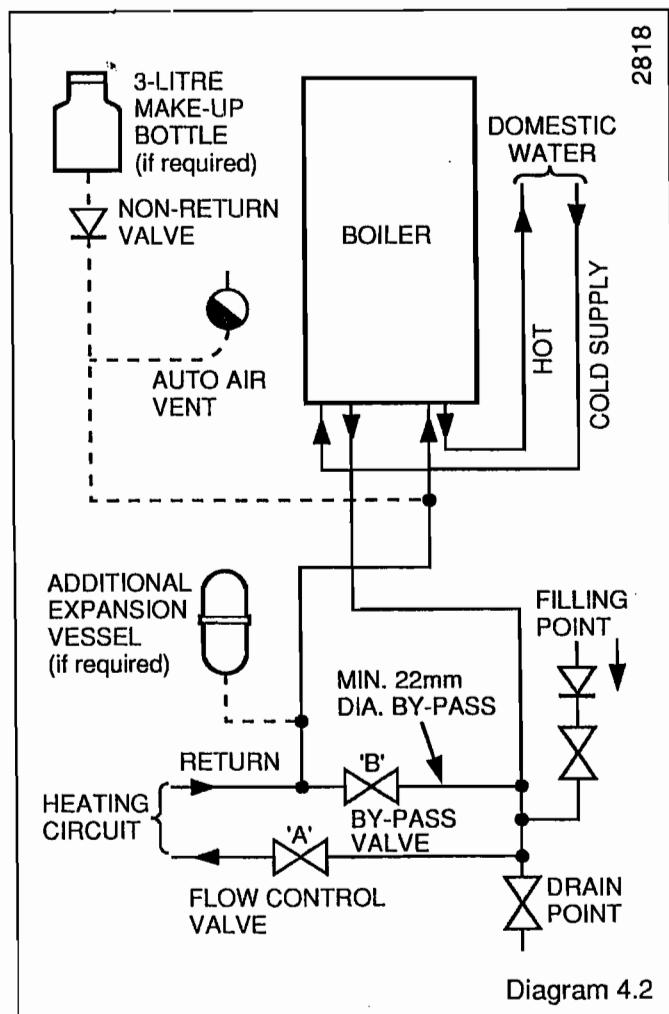 2818
3-LITRE
MAKE-UP
BOTTLE
(if required)
NON-RETURN
VALVE
AUTO AIR
VENT
BOILER
DOMESTIC
WATER
HOT
COLD SUPPLY
ADDITIONAL
EXPANSION
VESSEL
(if required)
FILLING
POINT
MIN. 22mm
DIA. BY-PASS
RETURN
'B'
HEATING
CIRCUIT
BY-PASS
VALVE
'A'
FLOW CONTROL
VALVE
DRAIN
POINT
Diagram 4.2